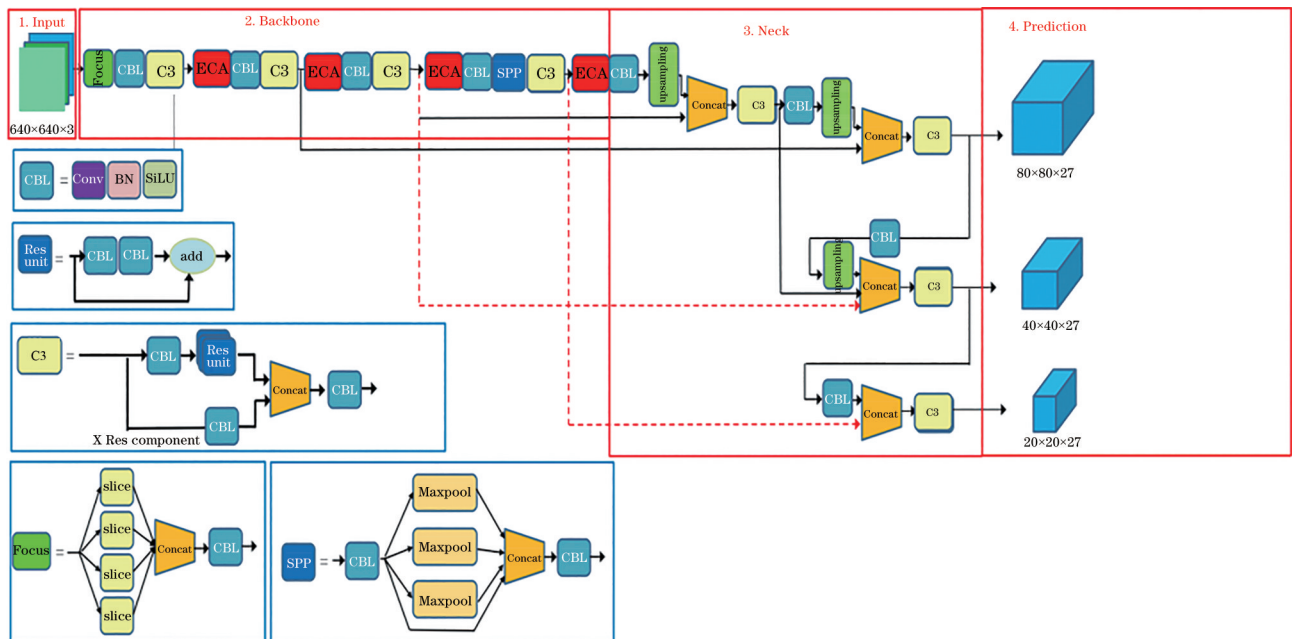 1. Input
2. Backbone
3. Neck
4. Prediction
640×640×3
Focus CBL C3 ECA CBL C3 ECA CBL C3 ECA CBL SPP C3 ECA CBL upsampling Concat C3 CBL upsampling Concat C3
80×80×27
CBL = Conv BN SiLU
Res unit = CBL CBL add
CBL
upsampling Concat C3
40×40×27
C3 = CBL Res unit Concat CBL
CBL
X Res component
CBL Concat C3
20×20×27
Focus = slice slice slice slice Concat CBL
SPP = CBL Maxpool Maxpool Maxpool Concat CBL